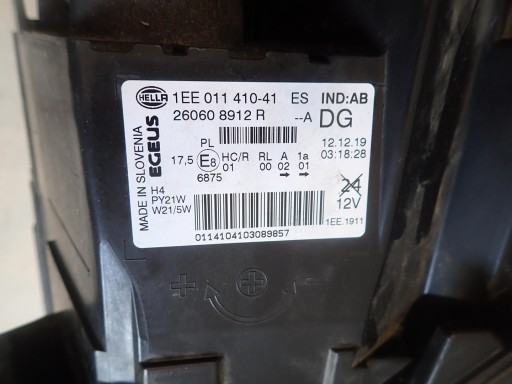 HELLA 1EE 011 410-41 ES IND:AB
26060 8912 R --A DG
MADE IN SLOVENIA
EGEUS
PL
12.12.19
17,5 E8 HC/R RL A 1a
03:18:28
01 00 02 01
6875
24
12V
H4
PY21W
W21/5W
1EE.1911
0114104103089857